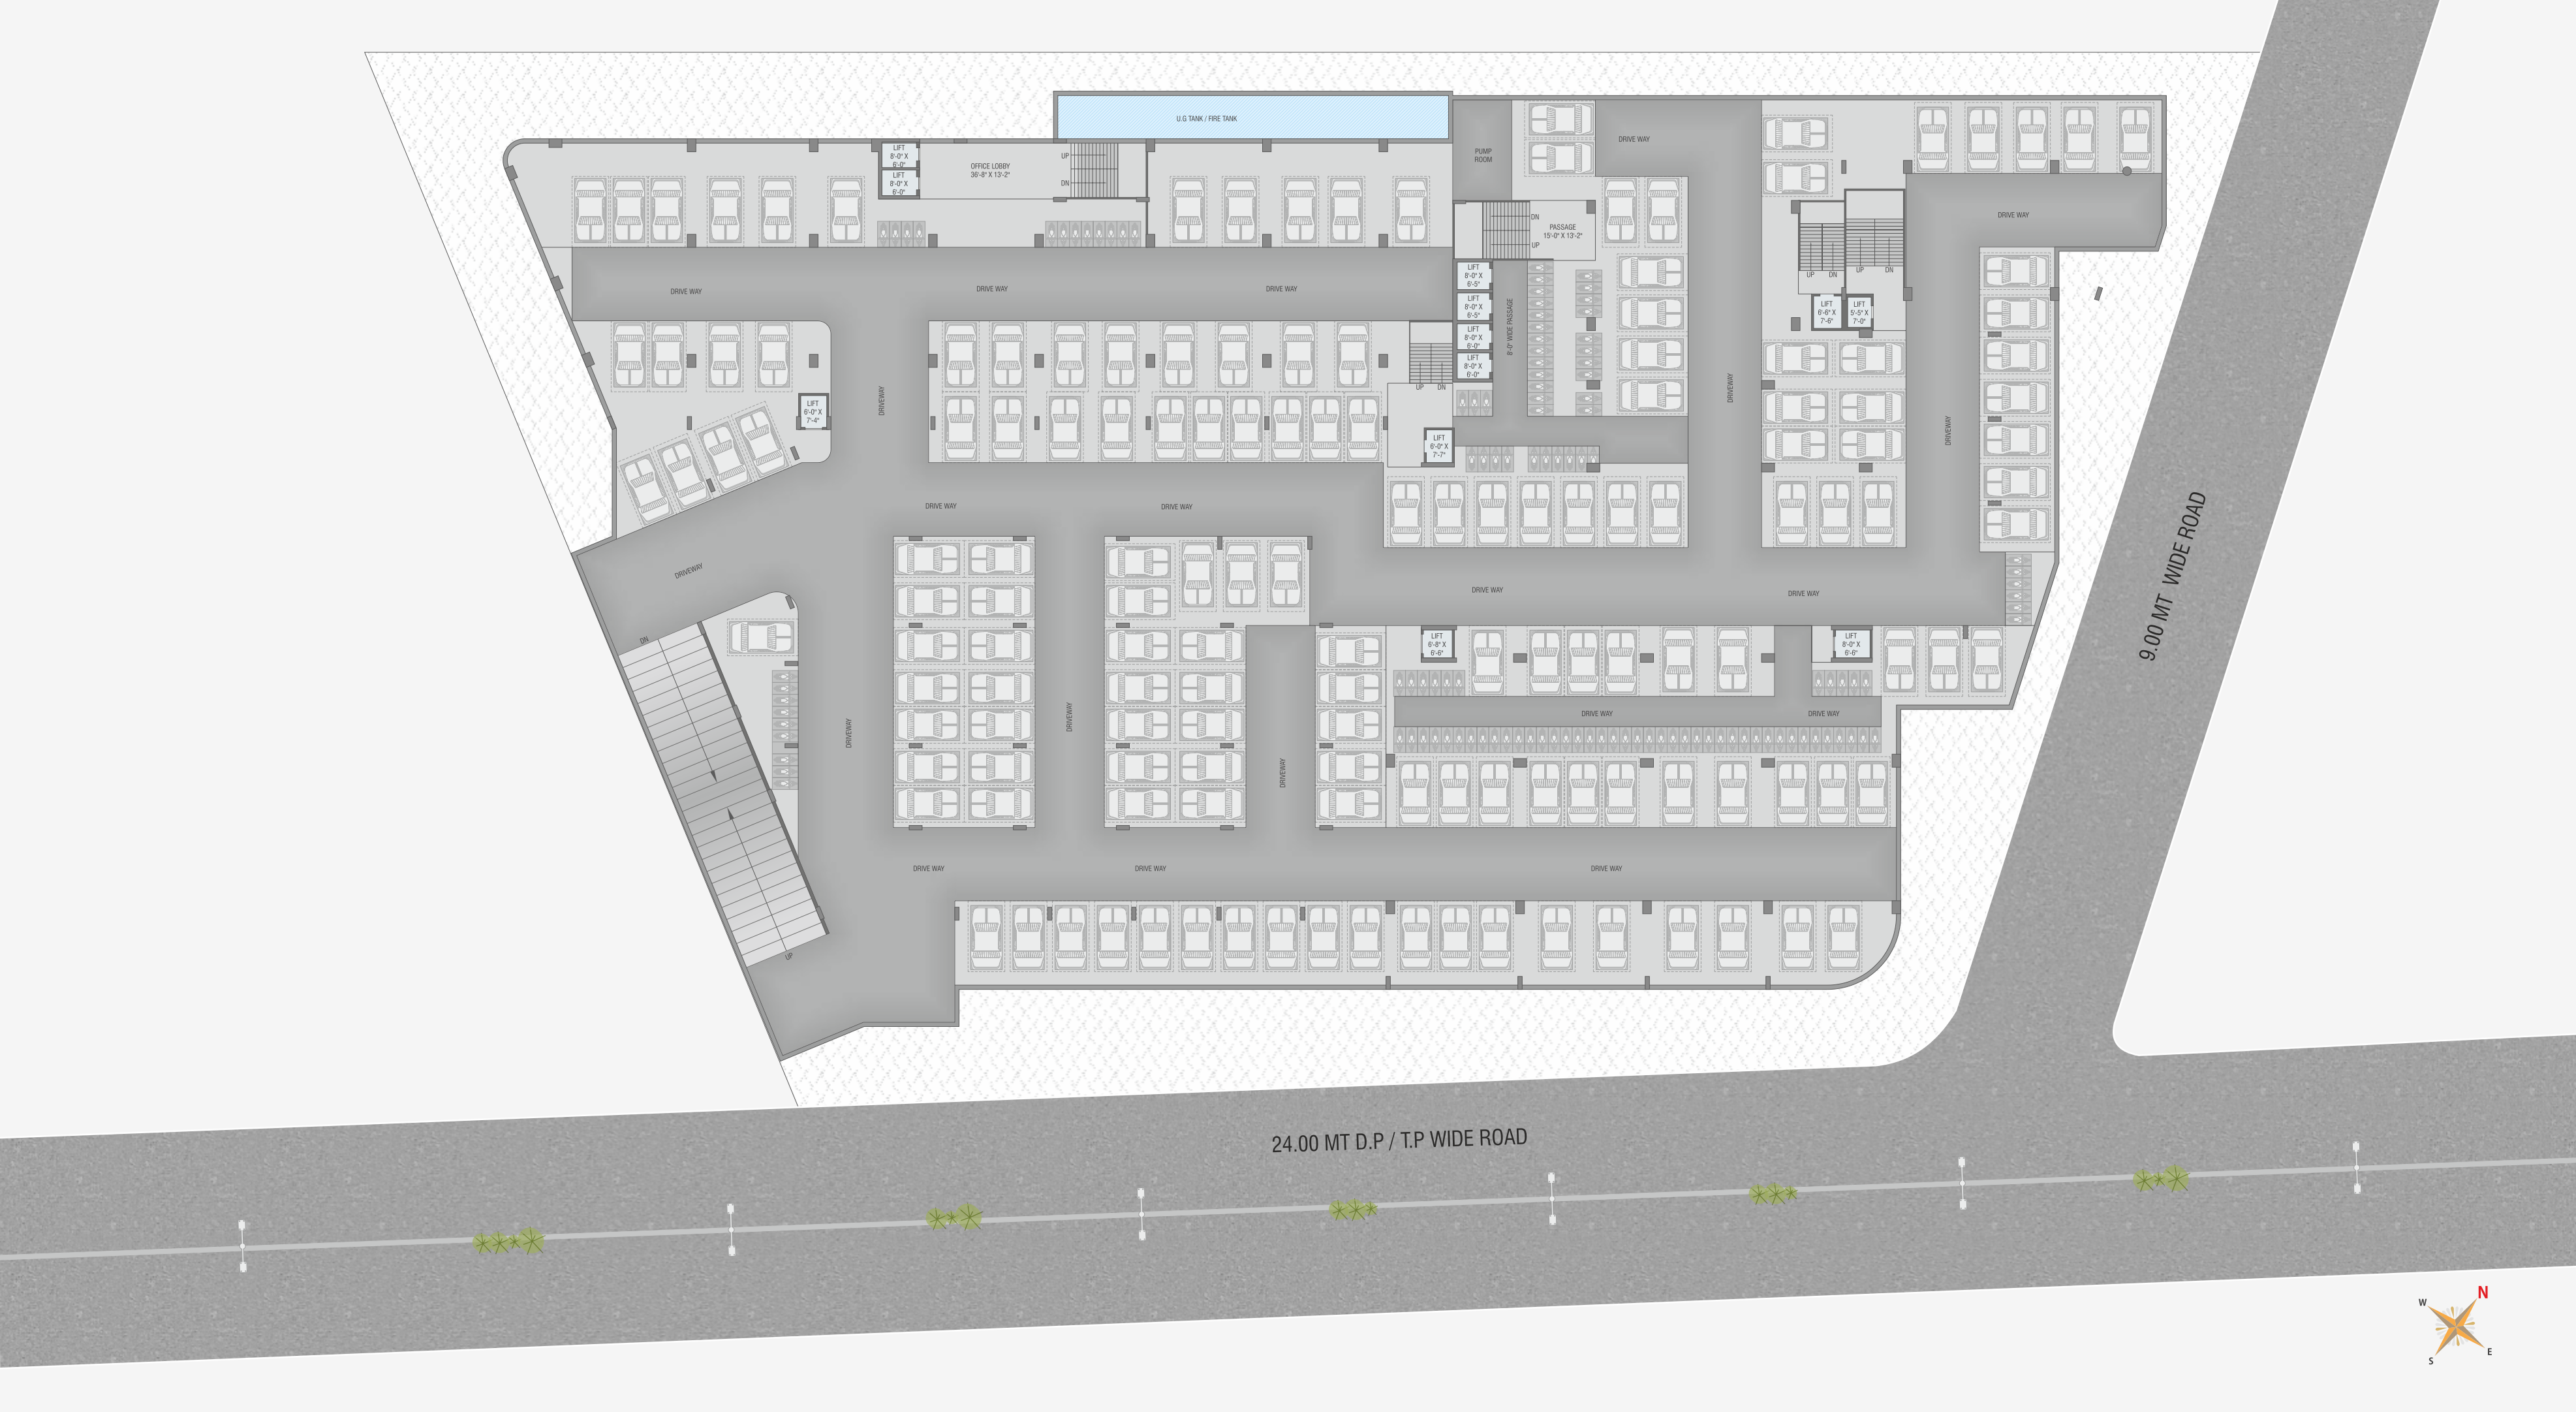 U.G TANK / FIRE TANK
LIFT
8'-0" X
6'-0"
LIFT
8'-0" X
6'-0"
OFFICE LOBBY
36'-8" X 13'-2"
UP
DN
PUMP
ROOM
DRIVE WAY
DN
UP
PASSAGE
15'-0" X 13'-2"
DRIVE WAY
UP
DN
UP
DN
DRIVE WAY
DRIVE WAY
DRIVE WAY
LIFT
8'-0" X
6'-5"
LIFT
8'-0" X
6'-5"
LIFT
8'-0" X
6'-0"
LIFT
8'-0" X
6'-0"
8'-0" WIDE PASSAGE
LIFT
6'-6" X
7'-6"
LIFT
5'-5" X
7'-0"
UP
DN
DRIVEWAY
DRIVEWAY
DRIVEWAY
LIFT
6'-0" X
7'-4"
LIFT
6'-0" X
7'-7"
DRIVE WAY
DRIVE WAY
DRIVEWAY
DRIVE WAY
DRIVE WAY
9.00 MT WIDE ROAD
DN
LIFT
6'-8" X
6'-6"
LIFT
8'-0" X
6'-6"
DRIVEWAY
DRIVEWAY
DRIVEWAY
DRIVE WAY
DRIVE WAY
DRIVE WAY
DRIVE WAY
DRIVE WAY
UP
24.00 MT D.P / T.P WIDE ROAD
N
W
E
S